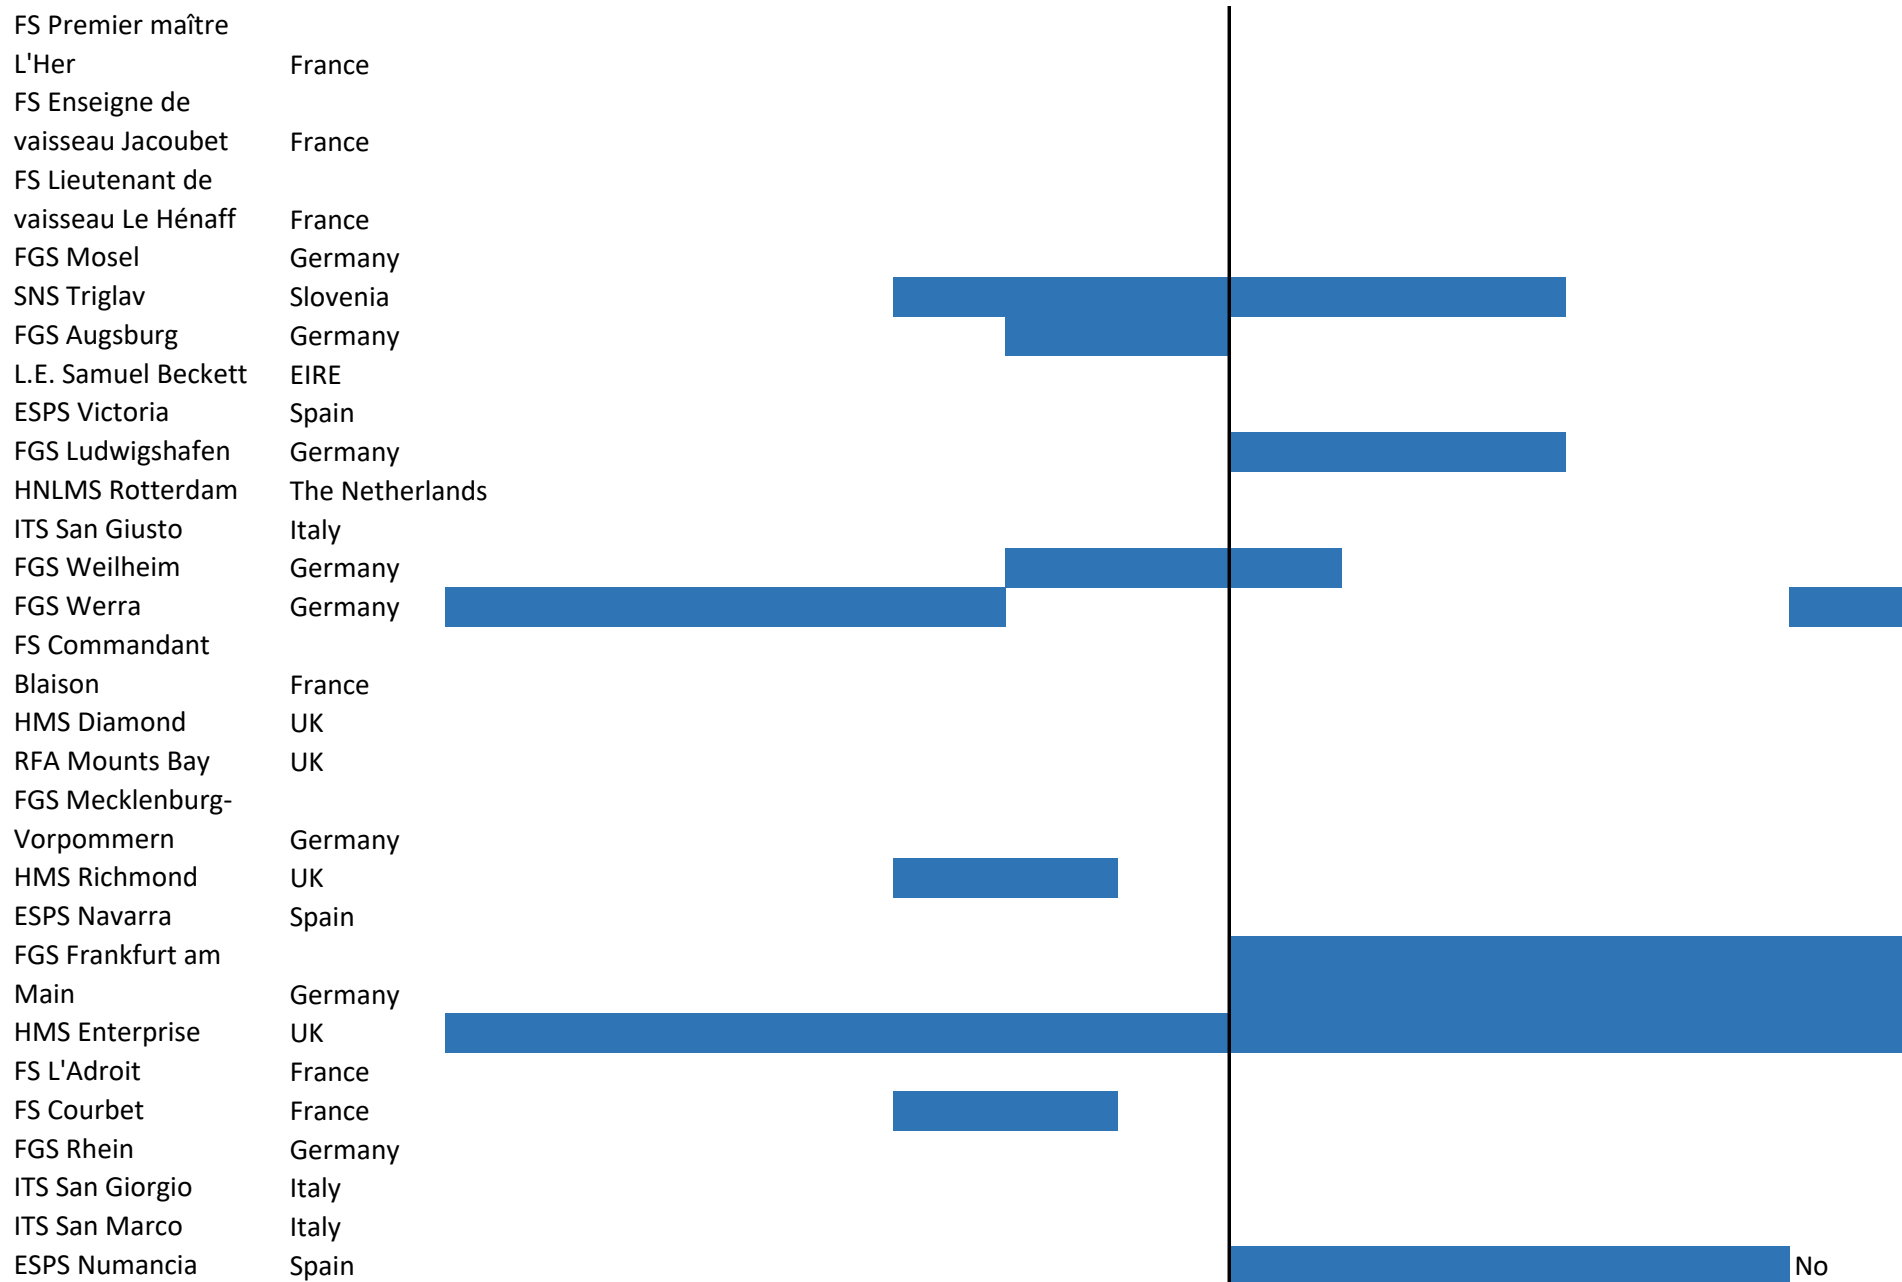 FS Premier maître
L'Her France
FS Enseigne de
vaisseau Jacoubet France
FS Lieutenant de
vaisseau Le Hénaff France
FGS Mosel Germany
SNS Triglav Slovenia
FGS Augsburg Germany
L.E. Samuel Beckett EIRE
ESPS Victoria Spain
FGS Ludwigshafen Germany
HNLMS Rotterdam The Netherlands
ITS San Giusto Italy
FGS Weilheim Germany
FGS Werra Germany
FS Commandant
Blaison France
HMS Diamond UK
RFA Mounts Bay UK
FGS Mecklenburg-
Vorpommern Germany
HMS Richmond UK
ESPS Navarra Spain
FGS Frankfurt am
Main Germany
HMS Enterprise UK
FS L'Adroit France
FS Courbet France
FGS Rhein Germany
ITS San Giorgio Italy
ITS San Marco Italy
ESPS Numancia Spain No